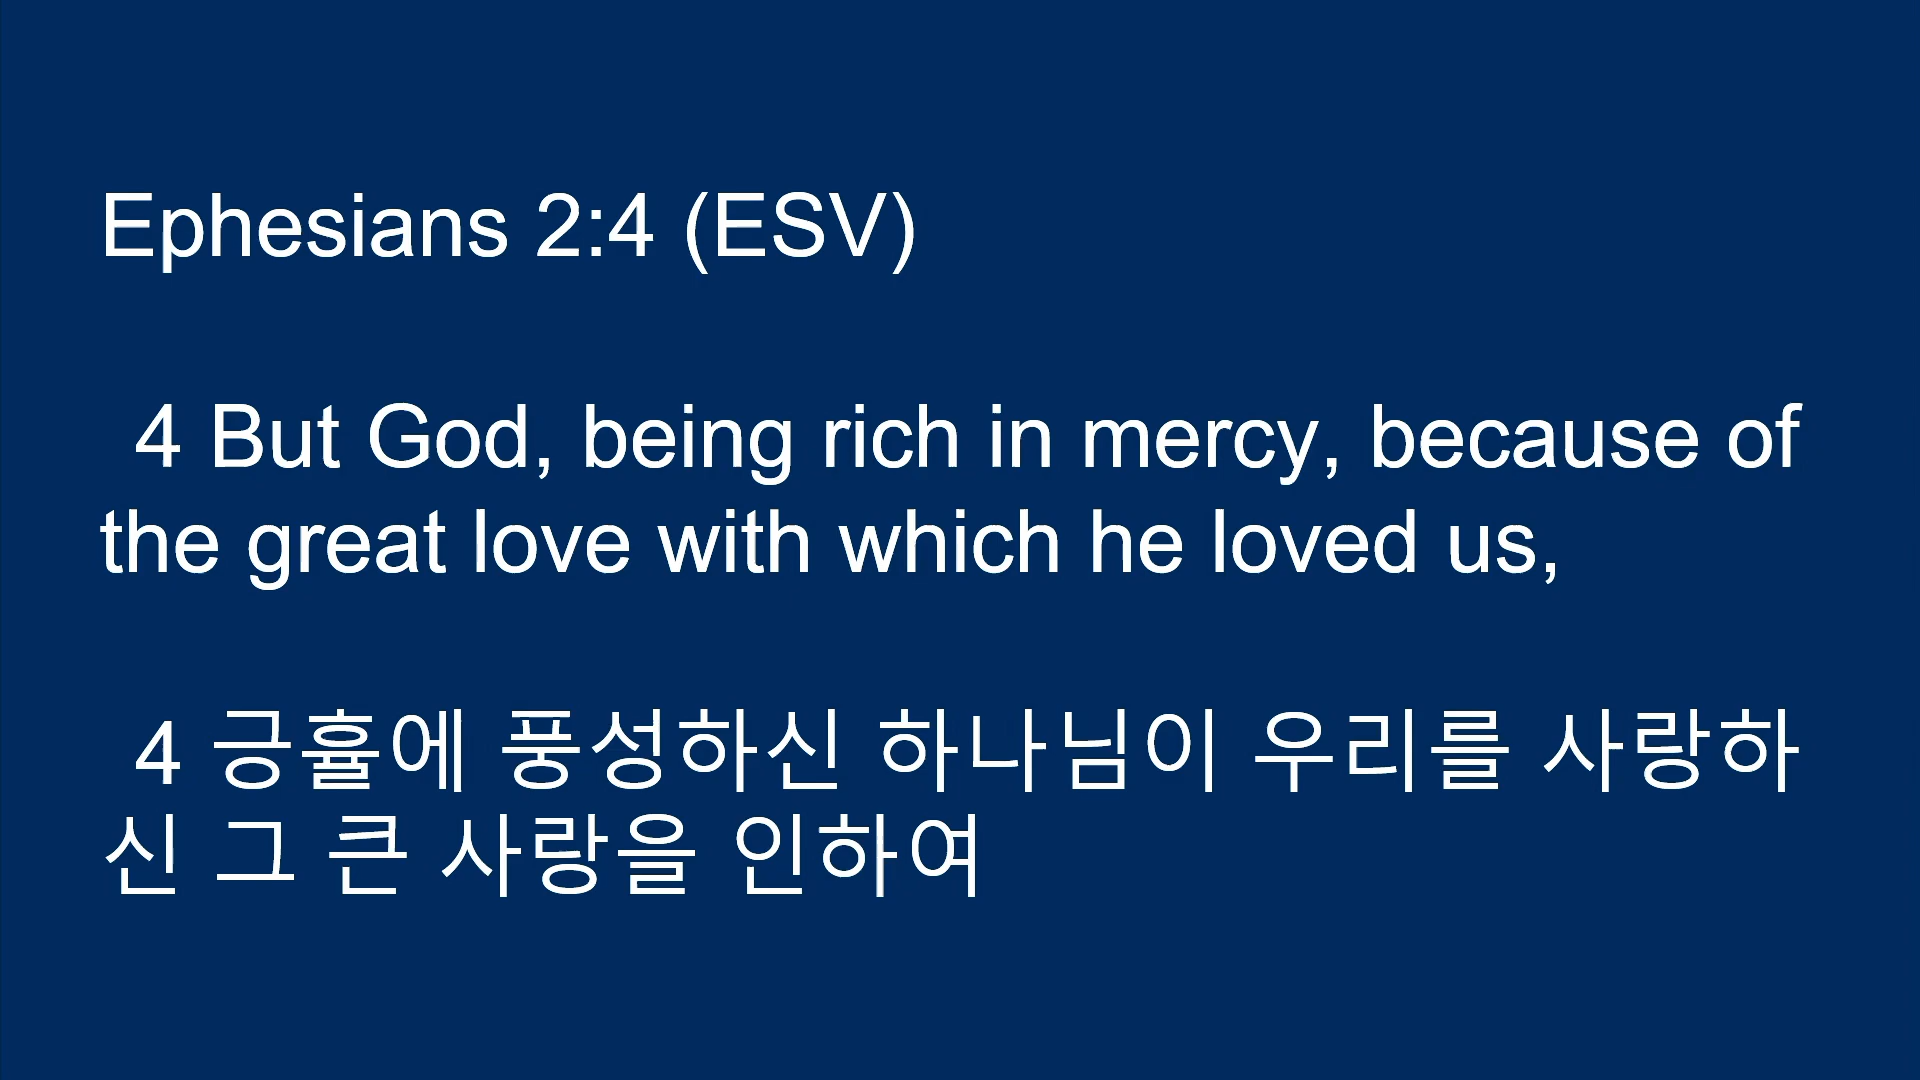 Ephesians 2:4 (ESV)
4 But God, being rich in mercy, because of
the great love with which he loved us,
4 긍휼에 풍성하신 하나님이 우리를 사랑하
신 그 큰 사랑을 인하여